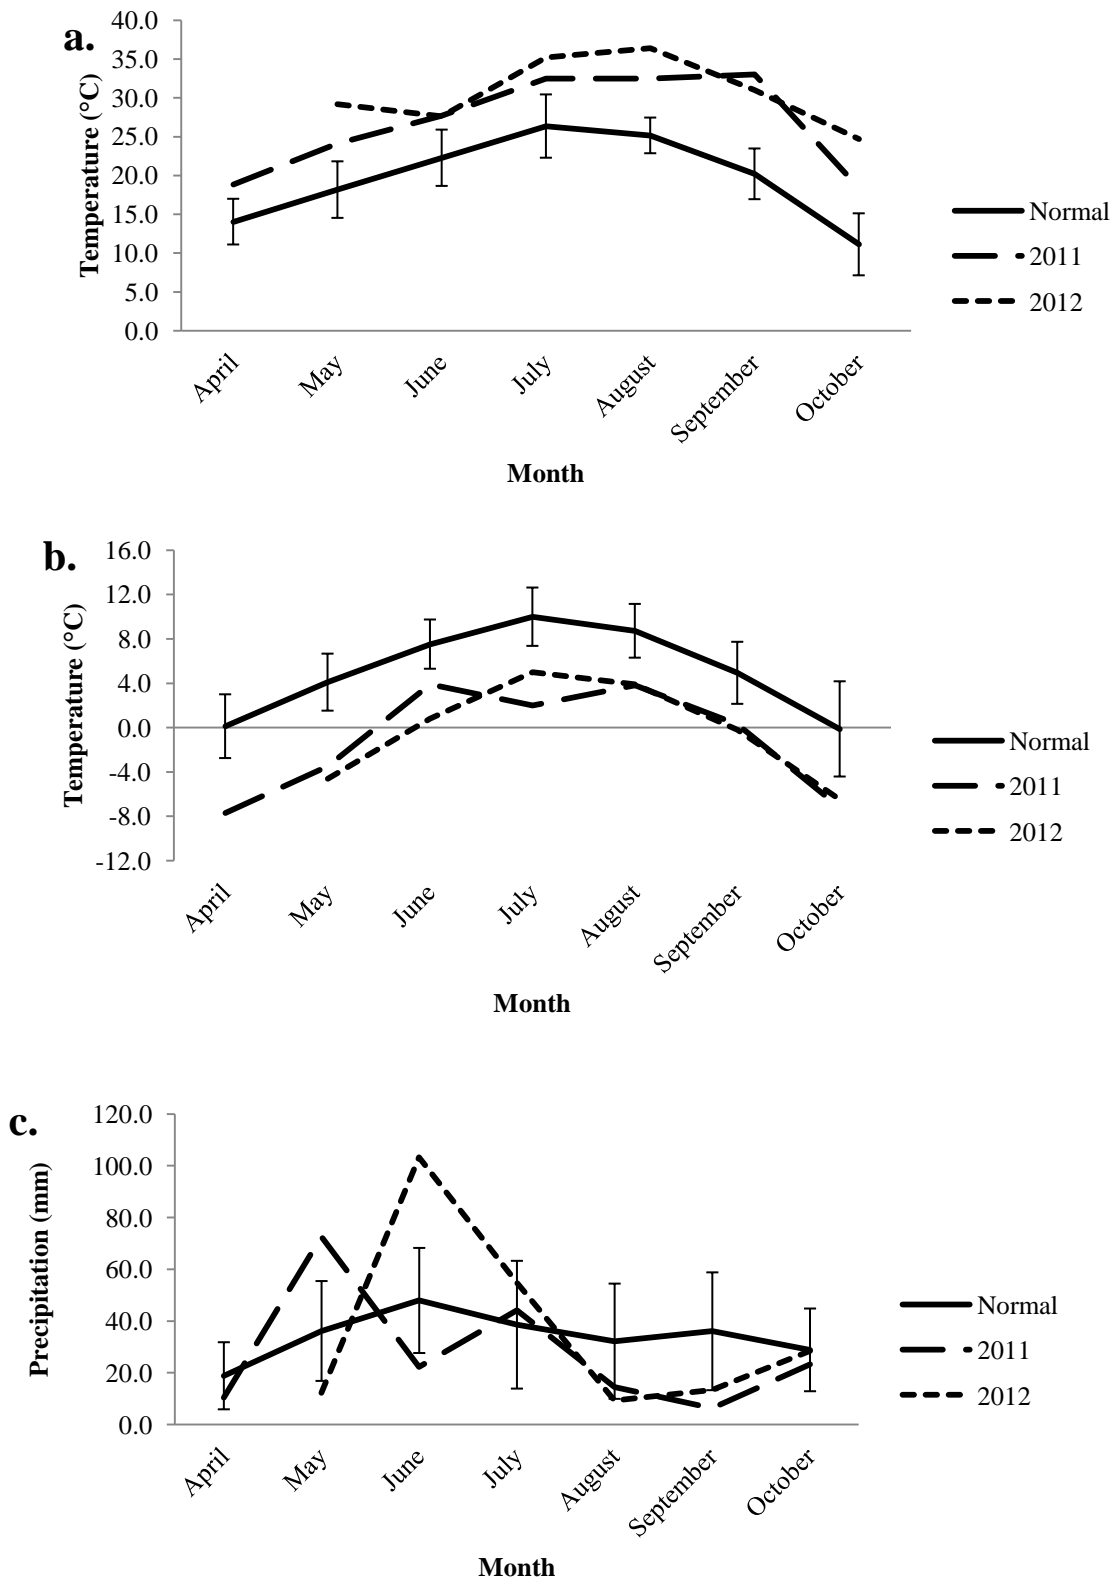 a.
40.0
35.0
30.0
25.0
20.0
15.0
10.0
5.0
0.0
Temperature (°C)
April
May
June
July
August
September
October
Month
Normal
2011
2012
b.
16.0
12.0
8.0
4.0
0.0
-4.0
-8.0
-12.0
Temperature (°C)
April
May
June
July
August
September
October
Month
Normal
2011
2012
c.
120.0
100.0
80.0
60.0
40.0
20.0
0.0
Precipitation (mm)
April
May
June
July
August
September
October
Month
Normal
2011
2012